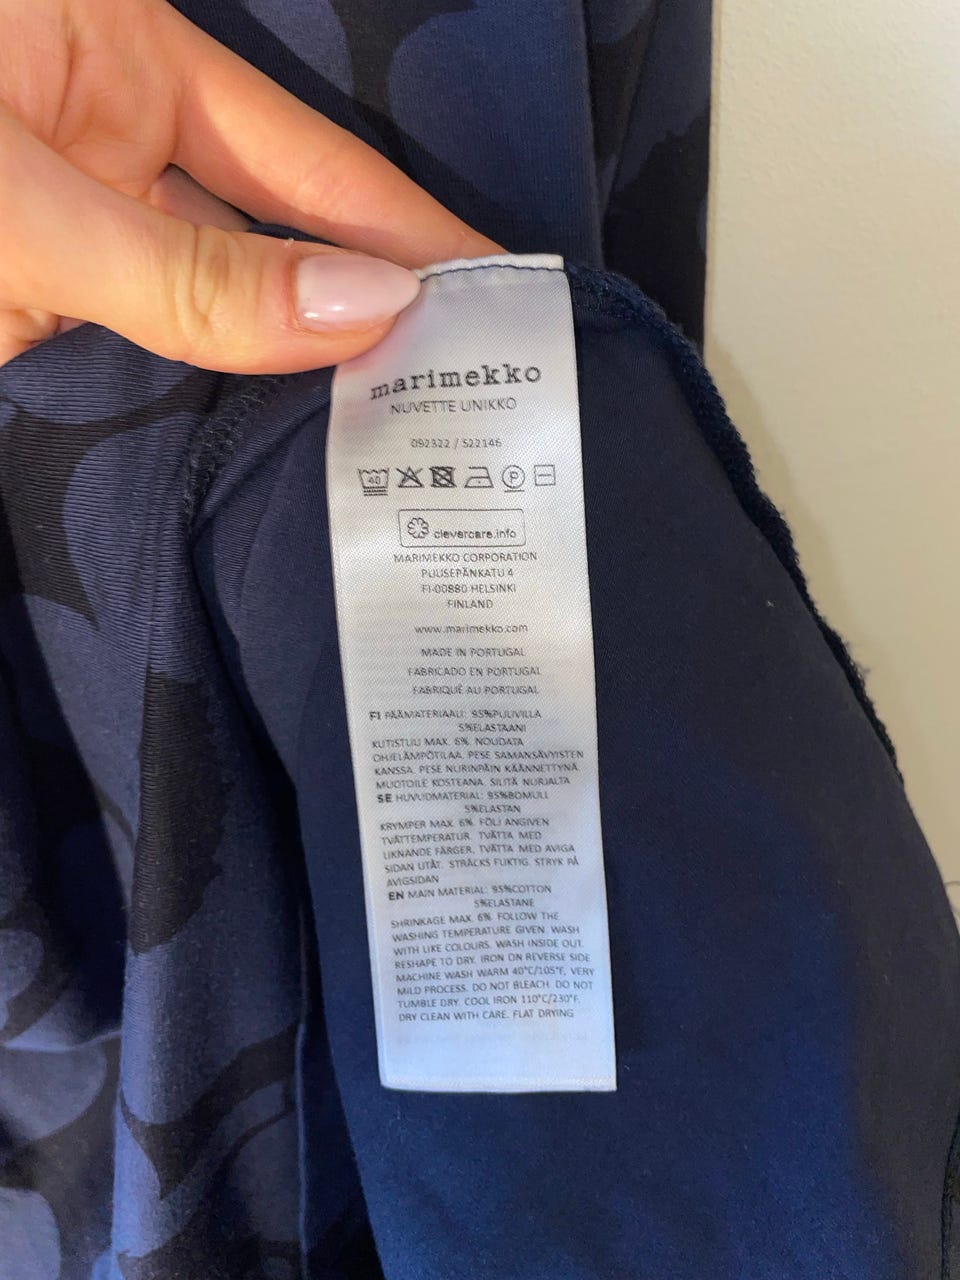 marimekko
NUVETTE UNIKKO
092322 / 522146
40 P
clevercare.info
MARIMEKKO CORPORATION
PUUSEPÄNKATU 4
FI-00880 HELSINKI
FINLAND
www.marimekko.com
MADE IN PORTUGAL
FABRICADO EN PORTUGAL
FABRIQUÉ AU PORTUGAL
FI PÄÄMATERIAALI: 95%PUUVILLA
5%ELASTAANI
KUTISTUU MAX. 6%. NOUDATA
OHJELÄMPÖTILAA. PESE SAMANSÄVYISTEN
KANSSA. PESE NURINPÄIN KÄÄNNETTYNÄ.
MUOTOILE KOSTEANA. SILITÄ NURJALTA
SE HUVUDMATERIAL: 95%BOMULL
5%ELASTAN
KRYMPER MAX. 6%. FÖLJ ANGIVEN
TVÄTTEMPERATUR. TVÄTTA MED
LIKNANDE FÄRGER. TVÄTTA MED AVIGA
SIDAN UTÅT. STRÄCKS FUKTIG. STRYK PÅ
AVIGSIDAN
EN MAIN MATERIAL: 95%COTTON
5%ELASTANE
SHRINKAGE MAX. 6%. FOLLOW THE
WASHING TEMPERATURE GIVEN. WASH
WITH LIKE COLOURS. WASH INSIDE OUT.
RESHAPE TO DRY. IRON ON REVERSE SIDE
MACHINE WASH WARM 40°C/105°F, VERY
MILD PROCESS. DO NOT BLEACH. DO NOT
TUMBLE DRY. COOL IRON 110°C/230°F.
DRY CLEAN WITH CARE. FLAT DRYING